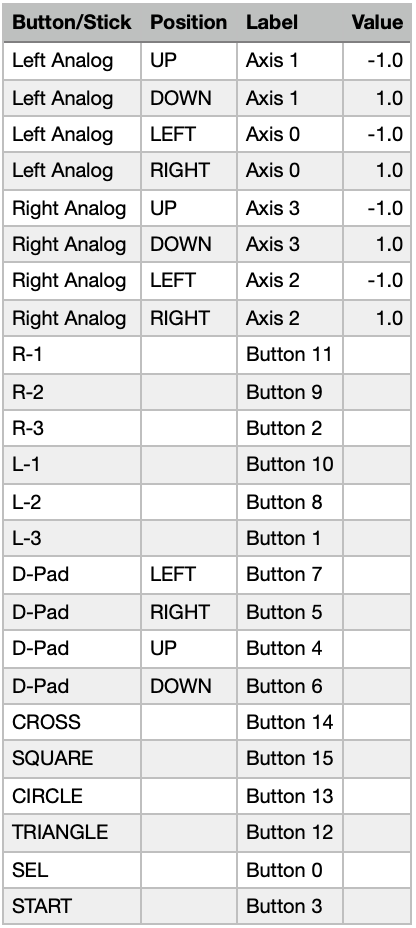 Button/Stick Position Label Value
Left Analog UP Axis 1 -1.0
Left Analog DOWN Axis 1 1.0
Left Analog LEFT Axis 0 -1.0
Left Analog RIGHT Axis 0 1.0
Right Analog UP Axis 3 -1.0
Right Analog DOWN Axis 3 1.0
Right Analog LEFT Axis 2 -1.0
Right Analog RIGHT Axis 2 1.0
R-1 Button 11
R-2 Button 9
R-3 Button 2
L-1 Button 10
L-2 Button 8
L-3 Button 1
D-Pad LEFT Button 7
D-Pad RIGHT Button 5
D-Pad UP Button 4
D-Pad DOWN Button 6
CROSS Button 14
SQUARE Button 15
CIRCLE Button 13
TRIANGLE Button 12
SEL Button 0
START Button 3